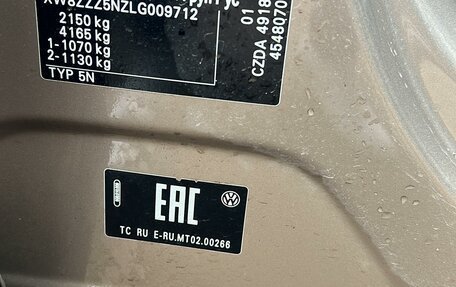 XW8ZZZ5NZLG009712
2150 kg
4165 kg
1-1070 kg
2-1130 kg
TYP 5N
01
CZDA 4918
4548070
EAC
TC RU E-RU.MT02.00266